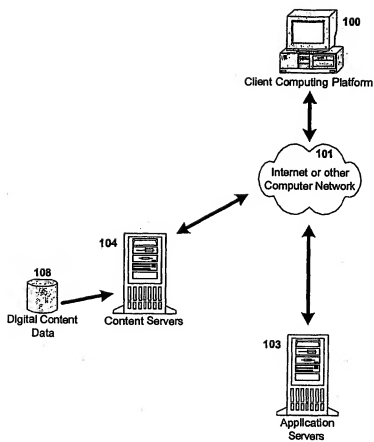 100
Client Computing Platform
101
Internet or other
Computer Network
104
108
Digital Content
Data
Content Servers
103
Application
Servers